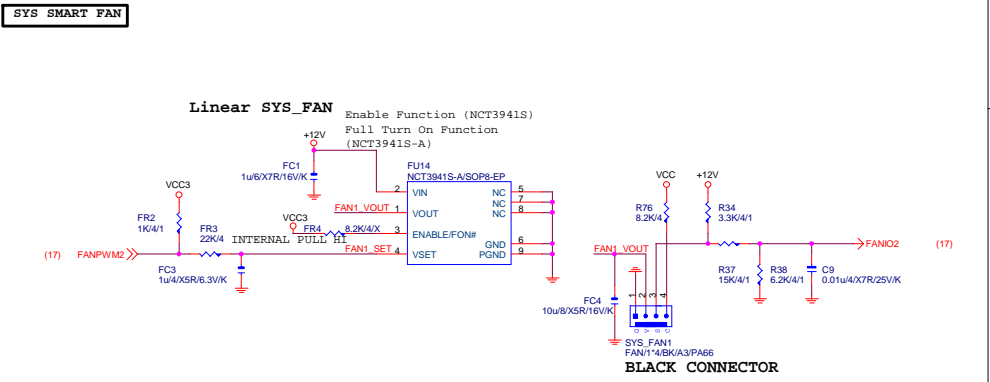 SYS SMART FAN
Linear SYS_FAN
Enable Function (NCT3941S)
Full Turn On Function
(NCT3941S-A)
+12V
FC1
1u/6/X7R/16V/K
FU14
NCT3941S-A/SOP8-EP
2 VIN
1 VOUT
3 ENABLE/FON#
4 VSET
NC 5
NC 7
NC 8
GND 6
PGND 9
FAN1_VOUT
VCC3
FR4 8.2K/4/X
INTERNAL PULL HI
FAN1_SET
VCC3
FR2
1K/4/1
FR3
22K/4
(17) FANPWM2
FC3
1u/4/X5R/6.3V/K
VCC
+12V
R76
8.2K/4
R34
3.3K/4/1
FAN1_VOUT
FANIO2 (17)
R37
15K/4/1
R38
6.2K/4/1
C9
0.01u/4/X7R/25V/K
FC4
10u/8/X5R/16V/K
1 2 3 4
G V S C
SYS_FAN1
FAN/1*4/BK/A3/PA66
BLACK CONNECTOR